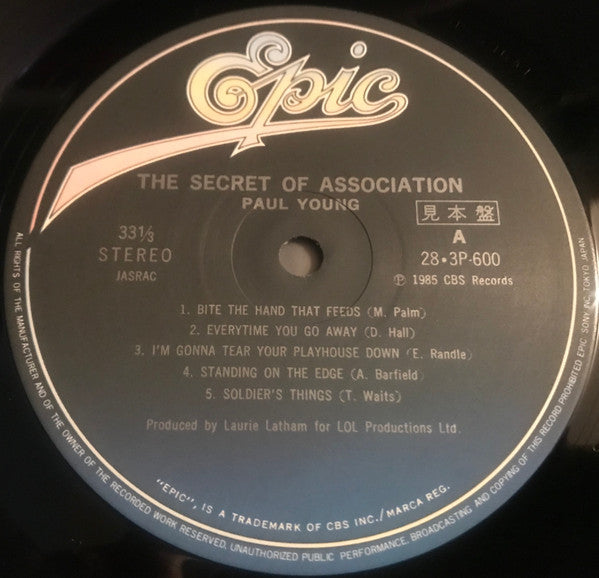 Epic
THE SECRET OF ASSOCIATION
PAUL YOUNG
33⅓
STEREO
JASRAC
見本盤
A
28・3P-600
Ⓟ 1985 CBS Records
1. BITE THE HAND THAT FEEDS (M. Palm)
2. EVERYTIME YOU GO AWAY (D. Hall)
3. I'M GONNA TEAR YOUR PLAYHOUSE DOWN (E. Randle)
4. STANDING ON THE EDGE (A. Barfield)
5. SOLDIER'S THINGS (T. Waits)
Produced by Laurie Latham for LOL Productions Ltd.
"EPIC", IS A TRADEMARK OF CBS INC./MARCA REG.
ALL RIGHTS OF THE MANUFACTURER AND OF THE OWNER OF THE RECORDED WORK RESERVED, UNAUTHORIZED PUBLIC PERFORMANCE, BROADCASTING AND COPYING OF THIS RECORD PROHIBITED EPIC SONY INC. TOKYO JAPAN